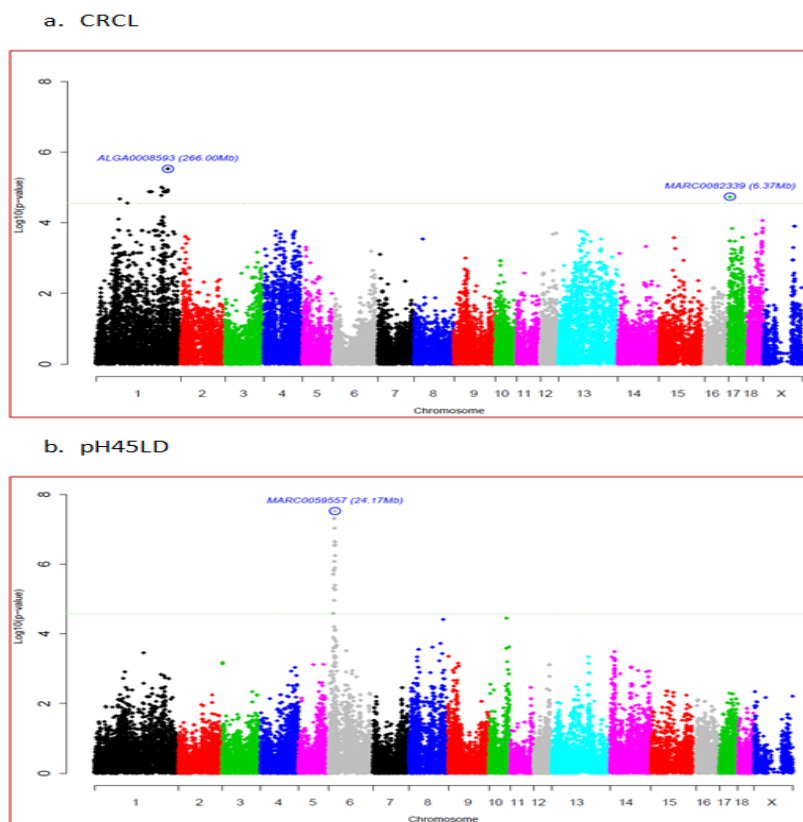 a. CRCL
8
6
4
2
0
Log10(p-value)
ALGA0008593 (266.00Mb)
MARC0082339 (6.37Mb)
1 2 3 4 5 6 7 8 9 10 11 12 13 14 15 16 17 18 X
Chromosome
b. pH45LD
8
6
4
2
0
Log10(p-value)
MARC0059557 (24.17Mb)
1 2 3 4 5 6 7 8 9 10 11 12 13 14 15 16 17 18 X
Chromosome